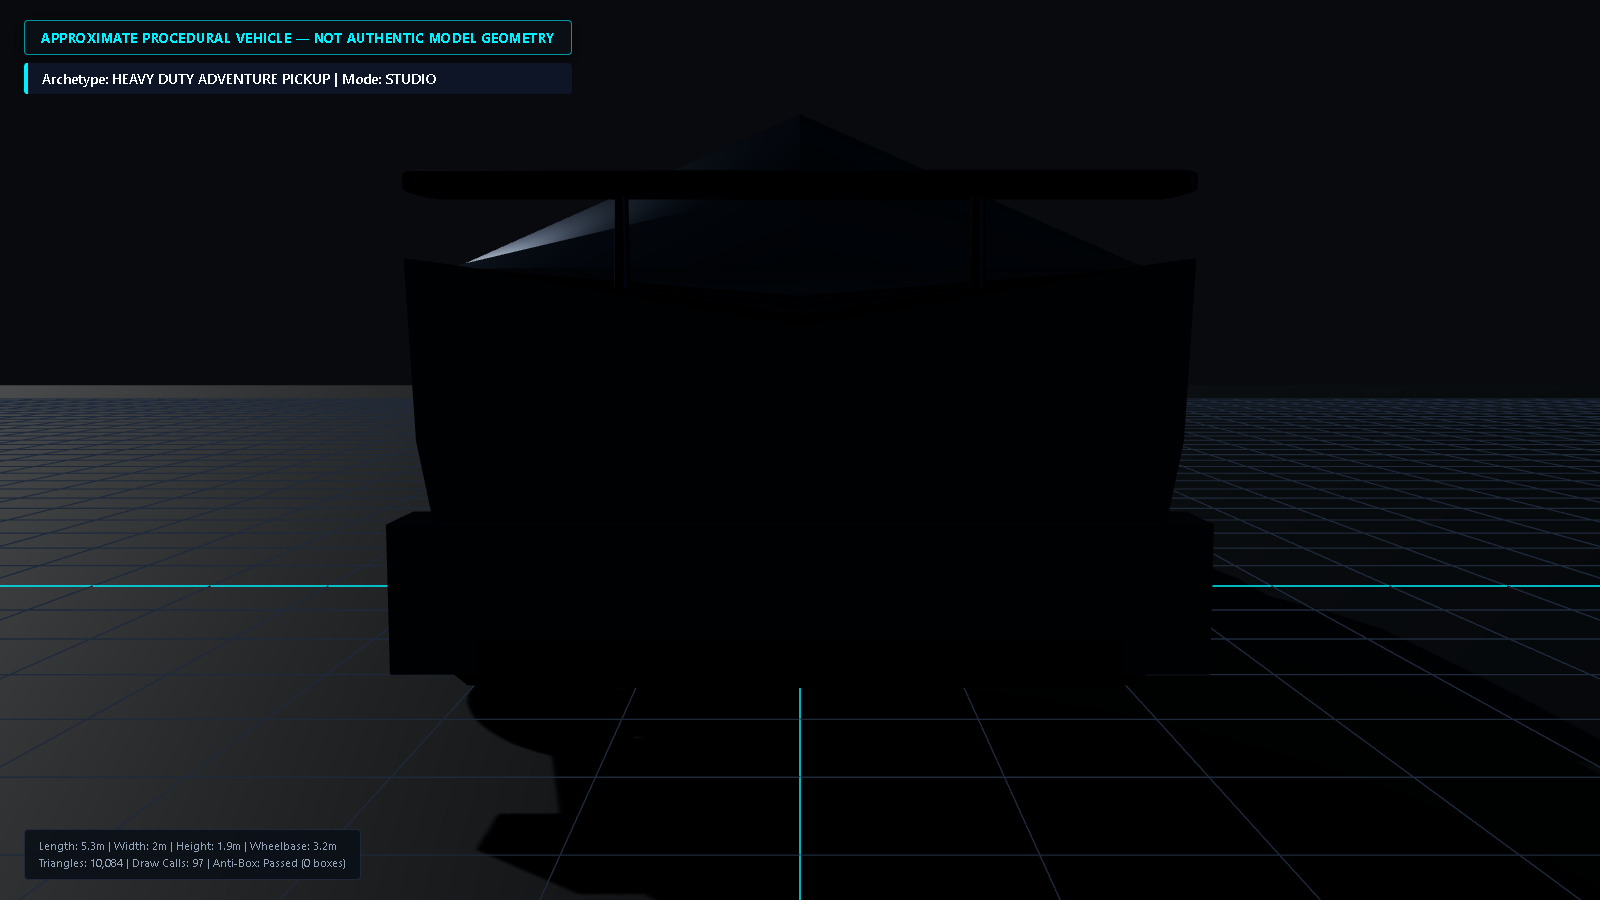 APPROXIMATE PROCEDURAL VEHICLE — NOT AUTHENTIC MODEL GEOMETRY
Archetype: HEAVY DUTY ADVENTURE PICKUP | Mode: STUDIO
Length: 5.3m | Width: 2m | Height: 1.9m | Wheelbase: 3.2m
Triangles: 10,084 | Draw Calls: 97 | Anti-Box: Passed (0 boxes)